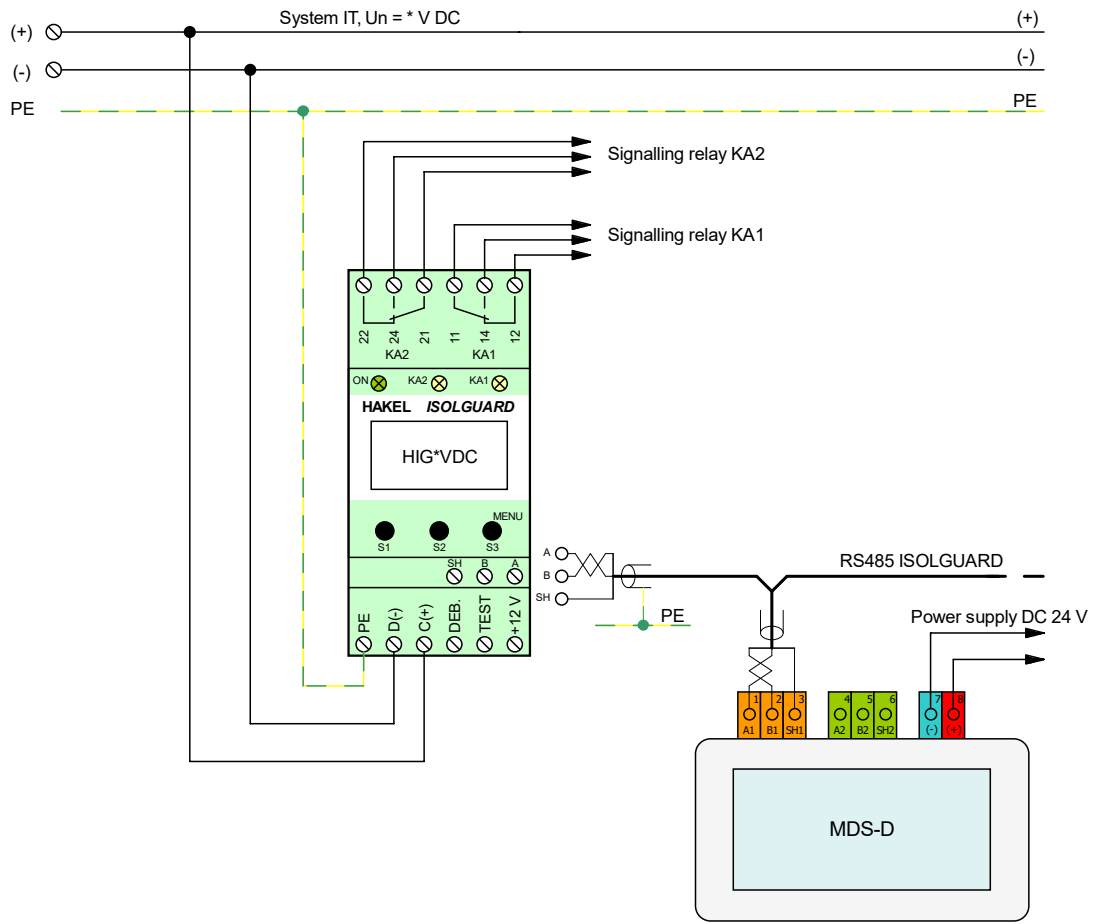 System IT, Un = * V DC
(+) (+)
(-) (-)
PE PE
Signalling relay KA2
Signalling relay KA1
22 24 21 11 14 12
KA2 KA1
ON KA2 KA1
HAKEL ISOLGUARD
HIG*VDC
MENU
S1 S2 S3
SH B A
PE D(-) C(+) DEB. TEST +12 V
A
B
SH
PE
RS485 ISOLGUARD
Power supply DC 24 V
1 2 3 4 5 6 7 8
A1 B1 SH1 A2 B2 SH2 (-) (+)
MDS-D